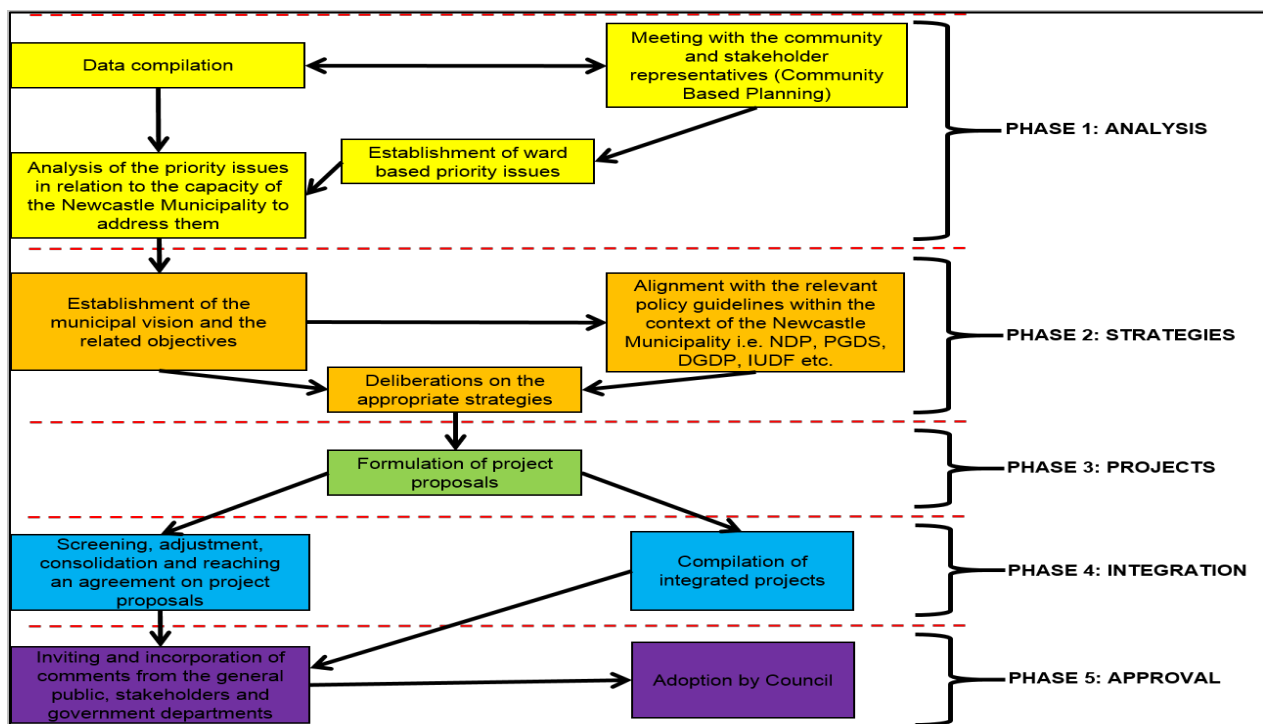 Data compilation
Meeting with the community
and stakeholder
representatives (Community
Based Planning)
Establishment of ward
based priority issues
Analysis of the priority issues
in relation to the capacity of
the Newcastle Municipality to
address them
PHASE 1: ANALYSIS
Establishment of the
municipal vision and the
related objectives
Alignment with the relevant
policy guidelines within the
context of the Newcastle
Municipality i.e. NDP, PGDS,
DGDP, IUDF etc.
Deliberations on the
appropriate strategies
PHASE 2: STRATEGIES
Formulation of project
proposals
PHASE 3: PROJECTS
Screening, adjustment,
consolidation and reaching
an agreement on project
proposals
Compilation of
integrated projects
PHASE 4: INTEGRATION
Inviting and incorporation of
comments from the general
public, stakeholders and
government departments
Adoption by Council
PHASE 5: APPROVAL